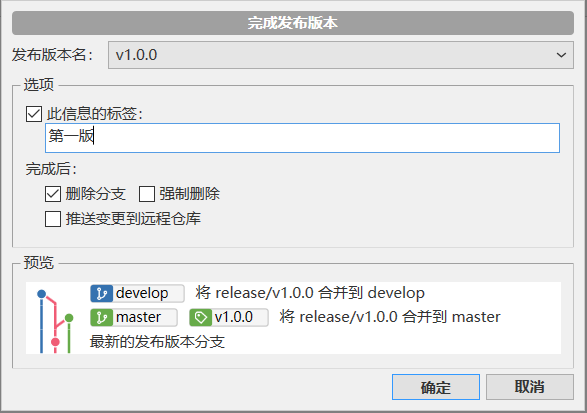 完成发布版本
发布版本名： v1.0.0
选项
此信息的标签：
第一版
完成后：
删除分支 强制删除
推送变更到远程仓库
预览
develop 将 release/v1.0.0 合并到 develop
master v1.0.0 将 release/v1.0.0 合并到 master
最新的发布版本分支
确定 取消